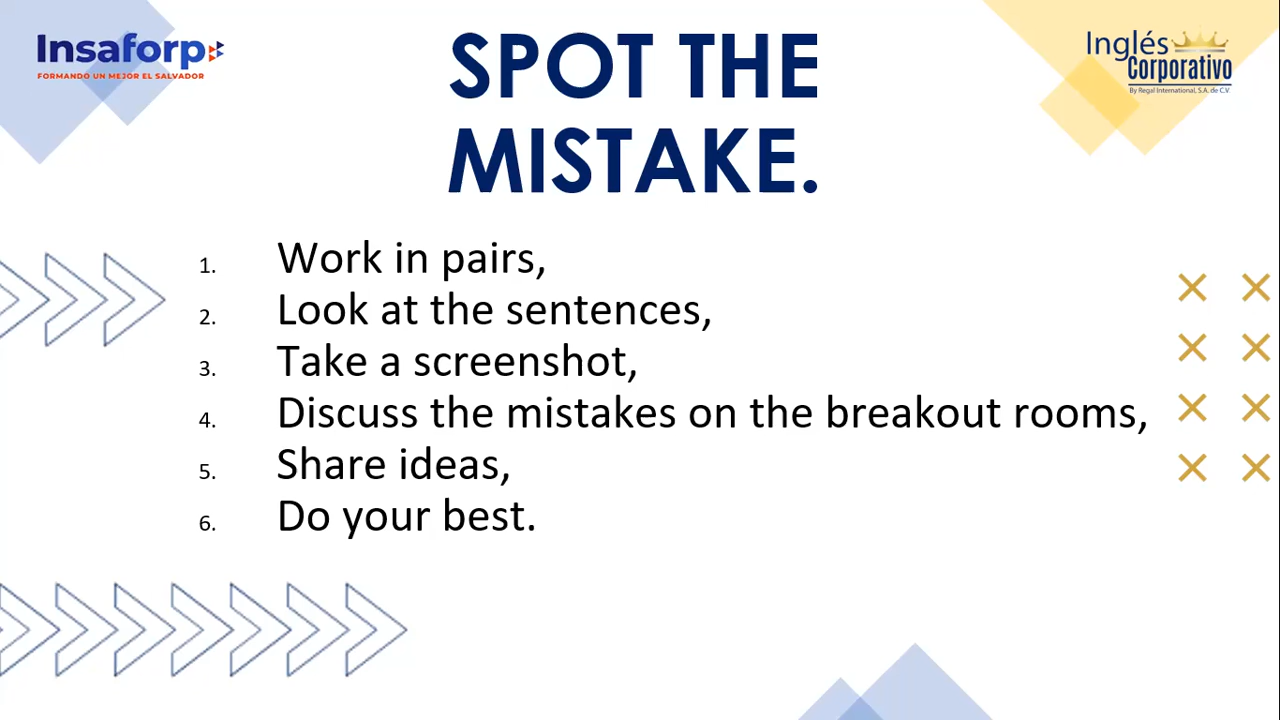 Insaforp
FORMANDO UN MEJOR EL SALVADOR
SPOT THE
MISTAKE.
Inglés
Corporativo
By Regal International, S.A. de C.V.
1. Work in pairs,
2. Look at the sentences,
3. Take a screenshot,
4. Discuss the mistakes on the breakout rooms,
5. Share ideas,
6. Do your best.